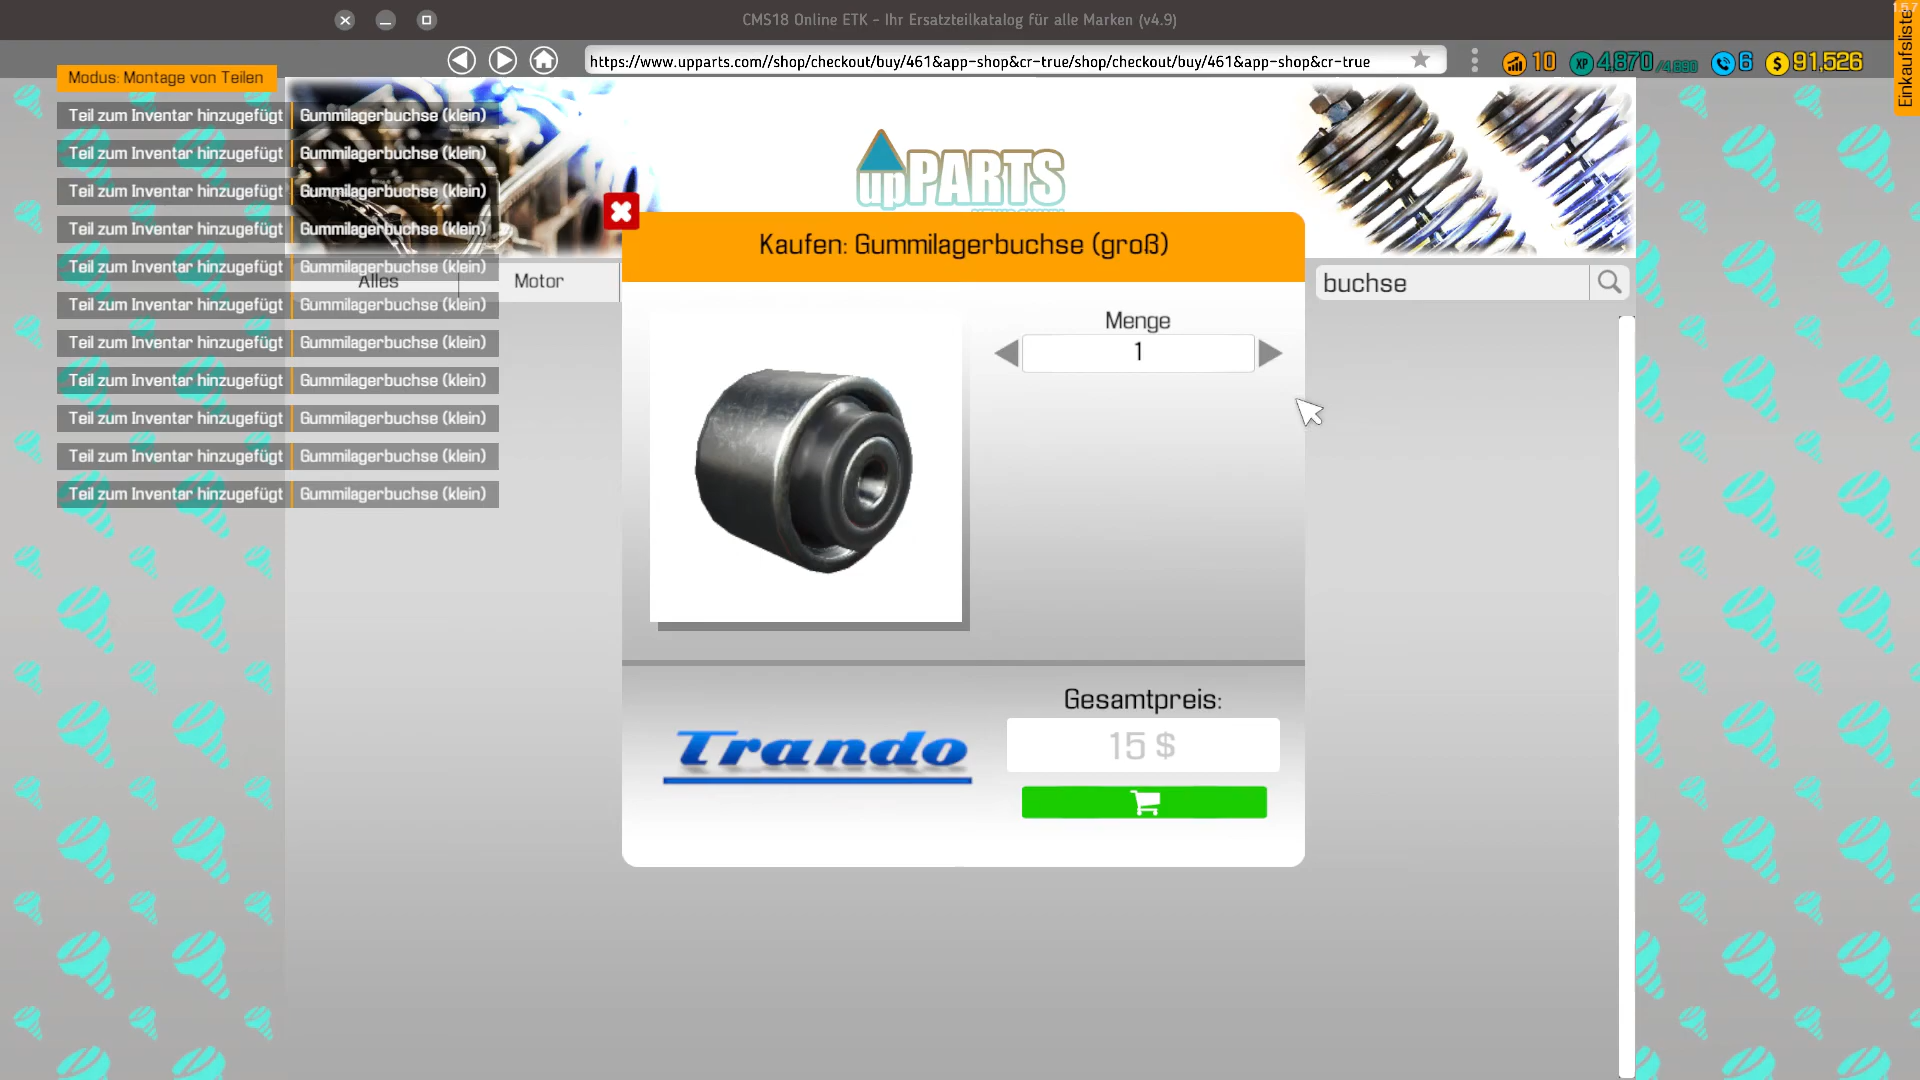 CMS18 Online ETK - Ihr Ersatzteilkatalog für alle Marken (v4.9)
https://www.upparts.com//shop/checkout/buy/461&app-shop&cr-true/shop/checkout/buy/461&app-shop&cr-true
10
XP 4,870/4,890
6
$ 91,526
Einkaufsliste
Modus: Montage von Teilen
Teil zum Inventar hinzugefügt Gummilagerbuchse (klein)
Teil zum Inventar hinzugefügt Gummilagerbuchse (klein)
Teil zum Inventar hinzugefügt Gummilagerbuchse (klein)
Teil zum Inventar hinzugefügt Gummilagerbuchse (klein)
Teil zum Inventar hinzugefügt Gummilagerbuchse (klein)
Teil zum Inventar hinzugefügt Gummilagerbuchse (klein)
Teil zum Inventar hinzugefügt Gummilagerbuchse (klein)
Teil zum Inventar hinzugefügt Gummilagerbuchse (klein)
Teil zum Inventar hinzugefügt Gummilagerbuchse (klein)
Teil zum Inventar hinzugefügt Gummilagerbuchse (klein)
Teil zum Inventar hinzugefügt Gummilagerbuchse (klein)
upPARTS
Alles
Motor
buchse
Kaufen: Gummilagerbuchse (groß)
Menge
1
Trando
Gesamtpreis:
15 $